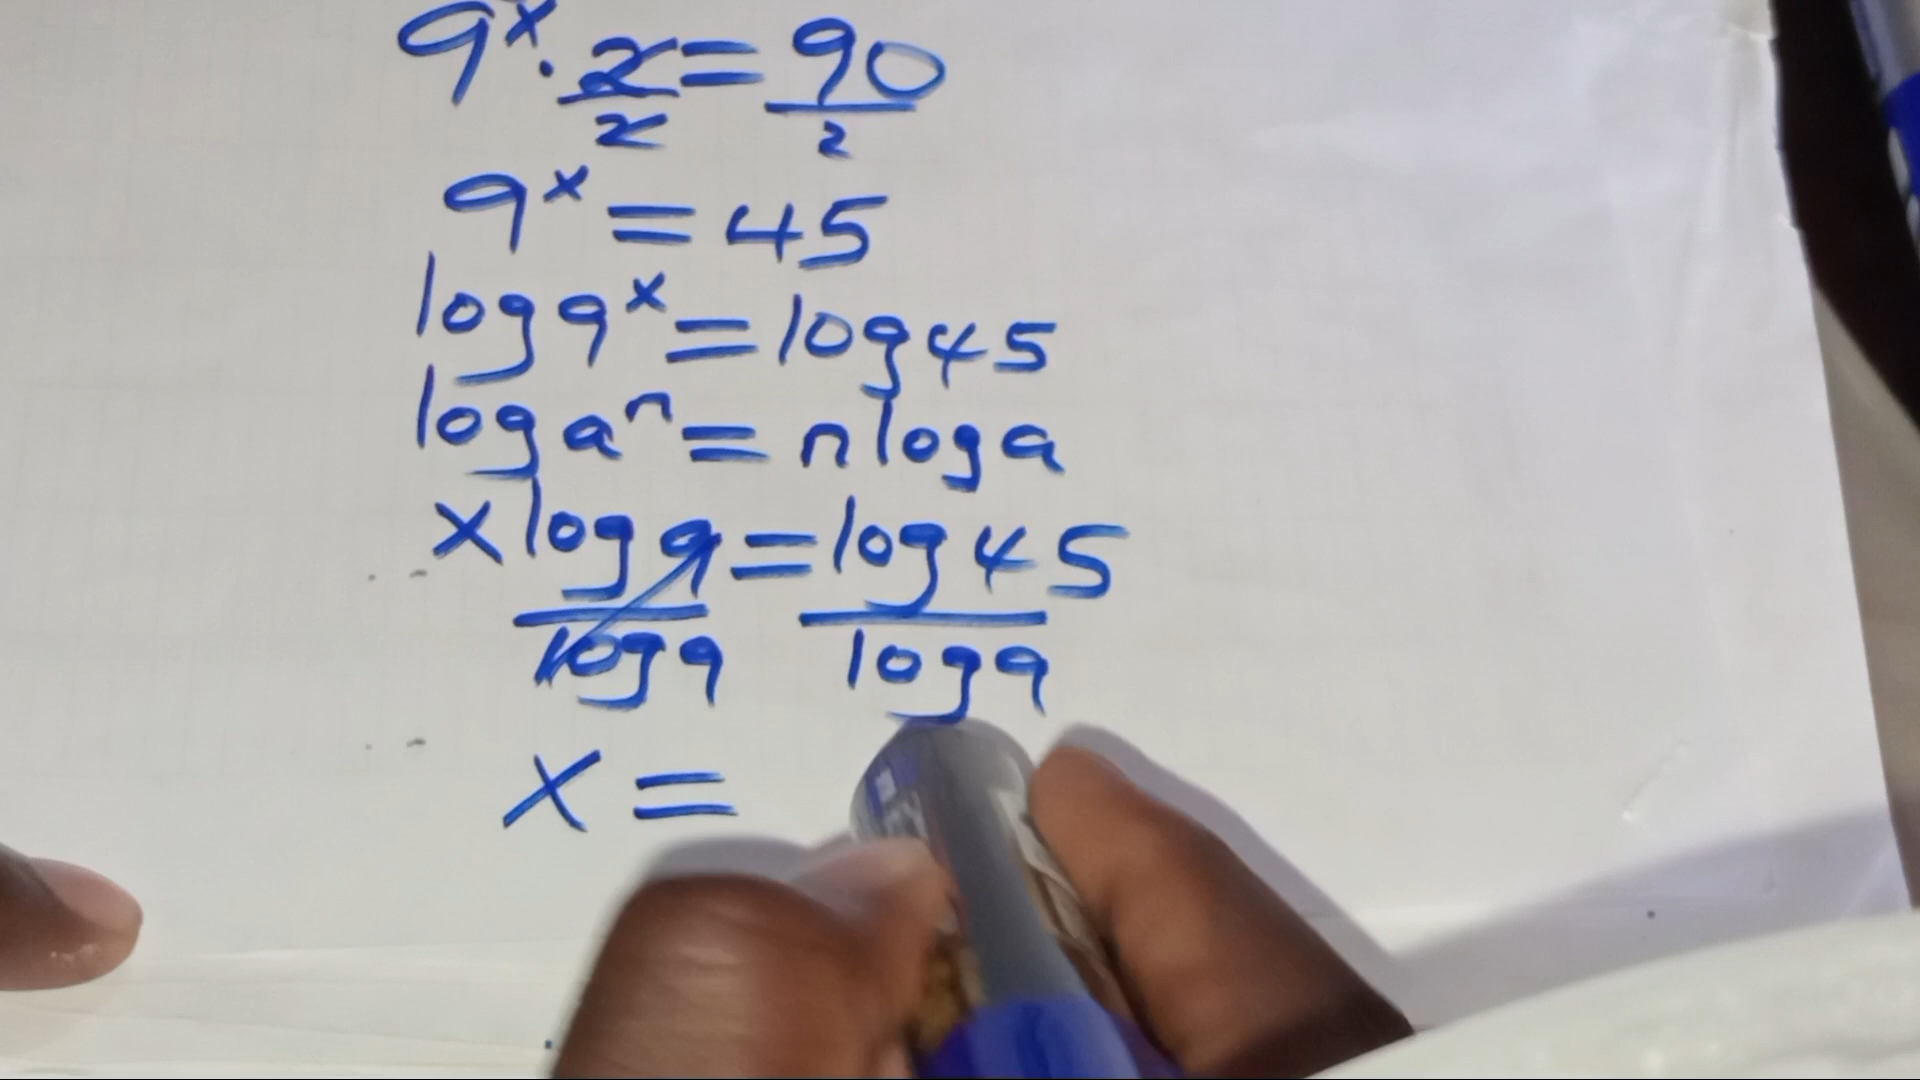 9^x · 2/2 = 90/2
9^x = 45
log 9^x = log 45
log a^n = n log a
x log 9 / log 9 = log 45 / log 9
x =